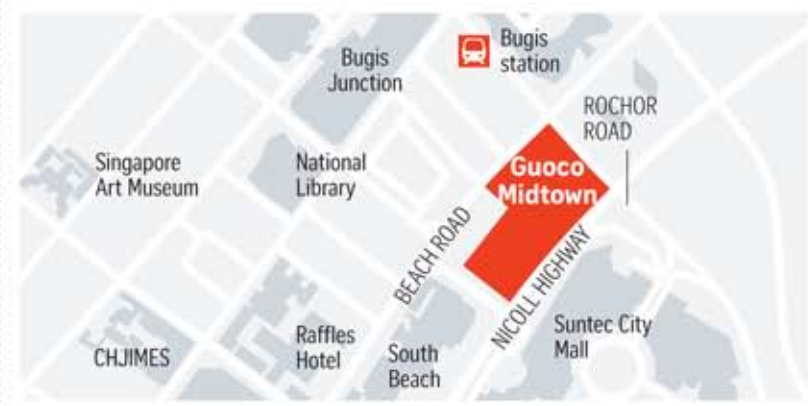 Bugis
Junction
Bugis
station
ROCHOR
ROAD
Singapore
Art Museum
National
Library
Guoco
Midtown
BEACH ROAD
NICOLL HIGHWAY
CHJIMES
Raffles
Hotel
South
Beach
Suntec City
Mall